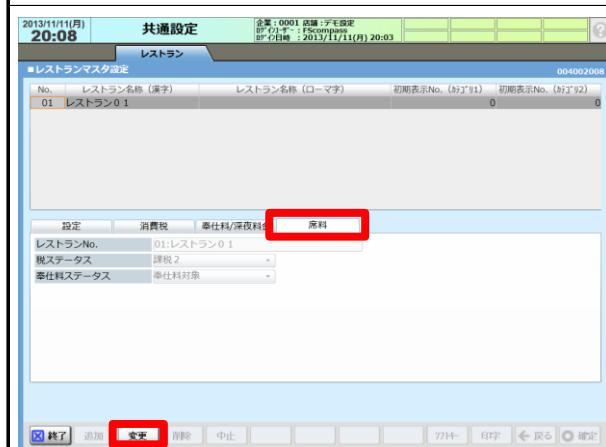 2013/11/11(月)
20:08
共通設定
企業:0001 店舗:デモ設定
ﾛｸﾞｲﾝﾕｰｻﾞｰ:FScompass
ﾛｸﾞｲﾝ日時 :2013/11/11(月) 20:03
レストラン
■レストランマスタ設定
004002008
No. レストラン名称(漢字) レストラン名称(ローマ字) 初期表示No.(ｶﾃｺﾞﾘ1) 初期表示No.(ｶﾃｺﾞﾘ2)
01 レストラン01 0 0
設定 消費税 奉仕料/深夜料金 席料
レストランNo. 01:レストラン01
税ステータス 課税2
奉仕料ステータス 奉仕料対象
終了 追加 変更 削除 中止 ｿﾌﾄｷｰ 印字 戻る 確定